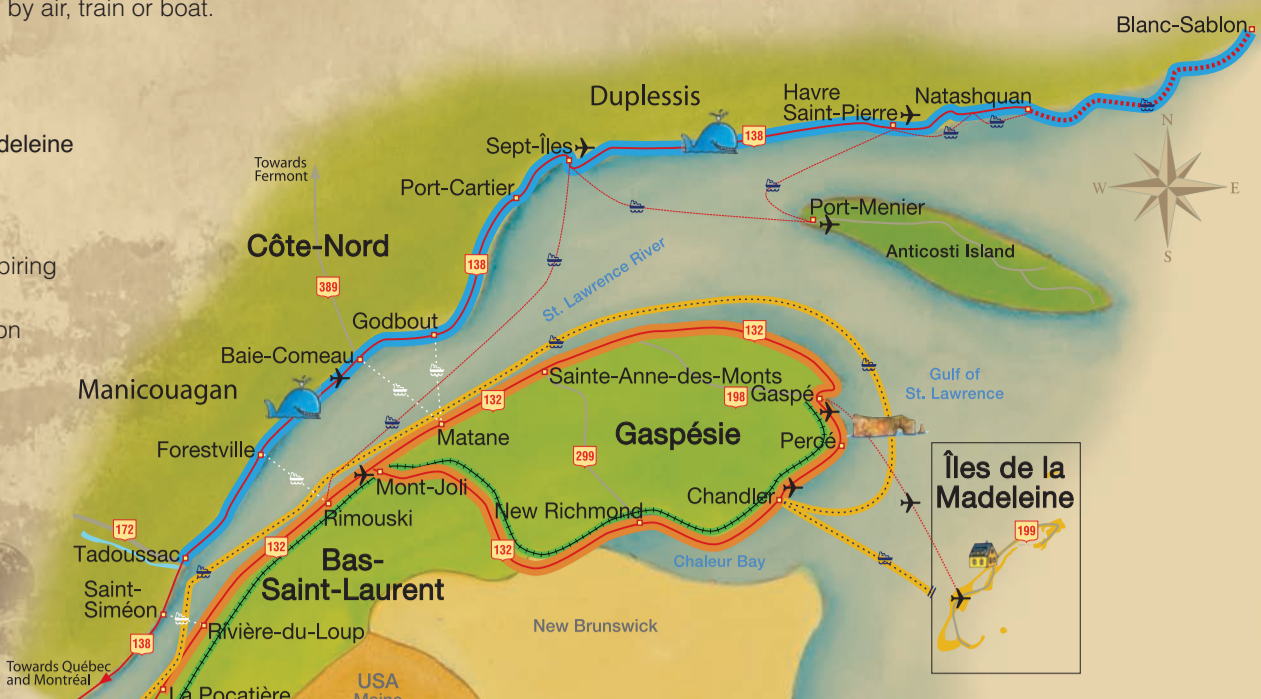 by air, train or boat.
Blanc-Sablon
Duplessis
Havre
Saint-Pierre
Natashquan
138
N
W
E
S
deleine
Towards
Fermont
Sept-Îles
Port-Cartier
Port-Menier
Anticosti Island
Côte-Nord
piring
389
138
St. Lawrence River
on
Godbout
132
Baie-Comeau
Manicouagan
Sainte-Anne-des-Monts
132
198
Gaspé
Gulf of
St. Lawrence
Matane
Gaspésie
Percé
Forestville
299
Îles de la
Madeleine
Mont-Joli
Chandler
New Richmond
Rimouski
199
172
Tadoussac
132
132
Chaleur Bay
Bas-
Saint-Laurent
Saint-
Siméon
Rivière-du-Loup
New Brunswick
138
Towards Québec
and Montréal
USA
Maine
La Pocatière